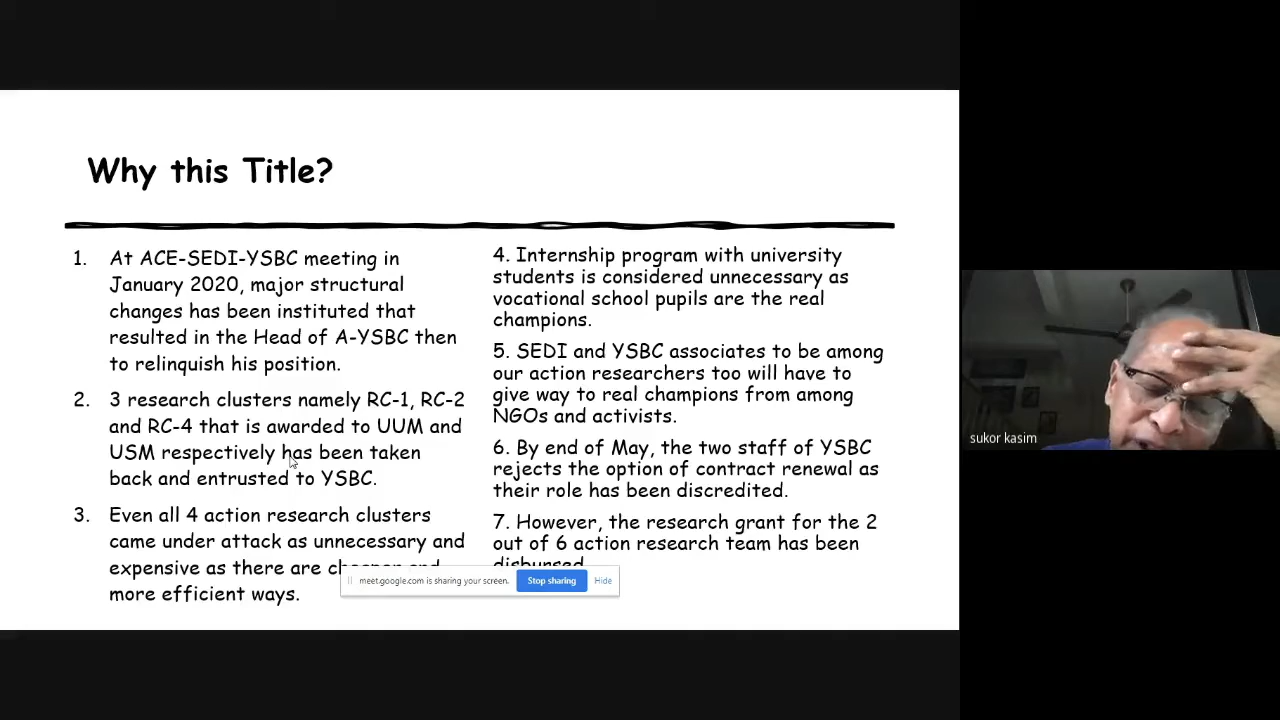 Why this Title?
1. At ACE-SEDI-YSBC meeting in
January 2020, major structural
changes has been instituted that
resulted in the Head of A-YSBC then
to relinquish his position.
2. 3 research clusters namely RC-1, RC-2
and RC-4 that is awarded to UUM and
USM respectively has been taken
back and entrusted to YSBC.
3. Even all 4 action research clusters
came under attack as unnecessary and
expensive as there are cheaper and
more efficient ways.
4. Internship program with university
students is considered unnecessary as
vocational school pupils are the real
champions.
5. SEDI and YSBC associates to be among
our action researchers too will have to
give way to real champions from among
NGOs and activists.
6. By end of May, the two staff of YSBC
rejects the option of contract renewal as
their role has been discredited.
7. However, the research grant for the 2
out of 6 action research team has been
disbursed
meet.google.com is sharing your screen.
Stop sharing
Hide
sukor kasim